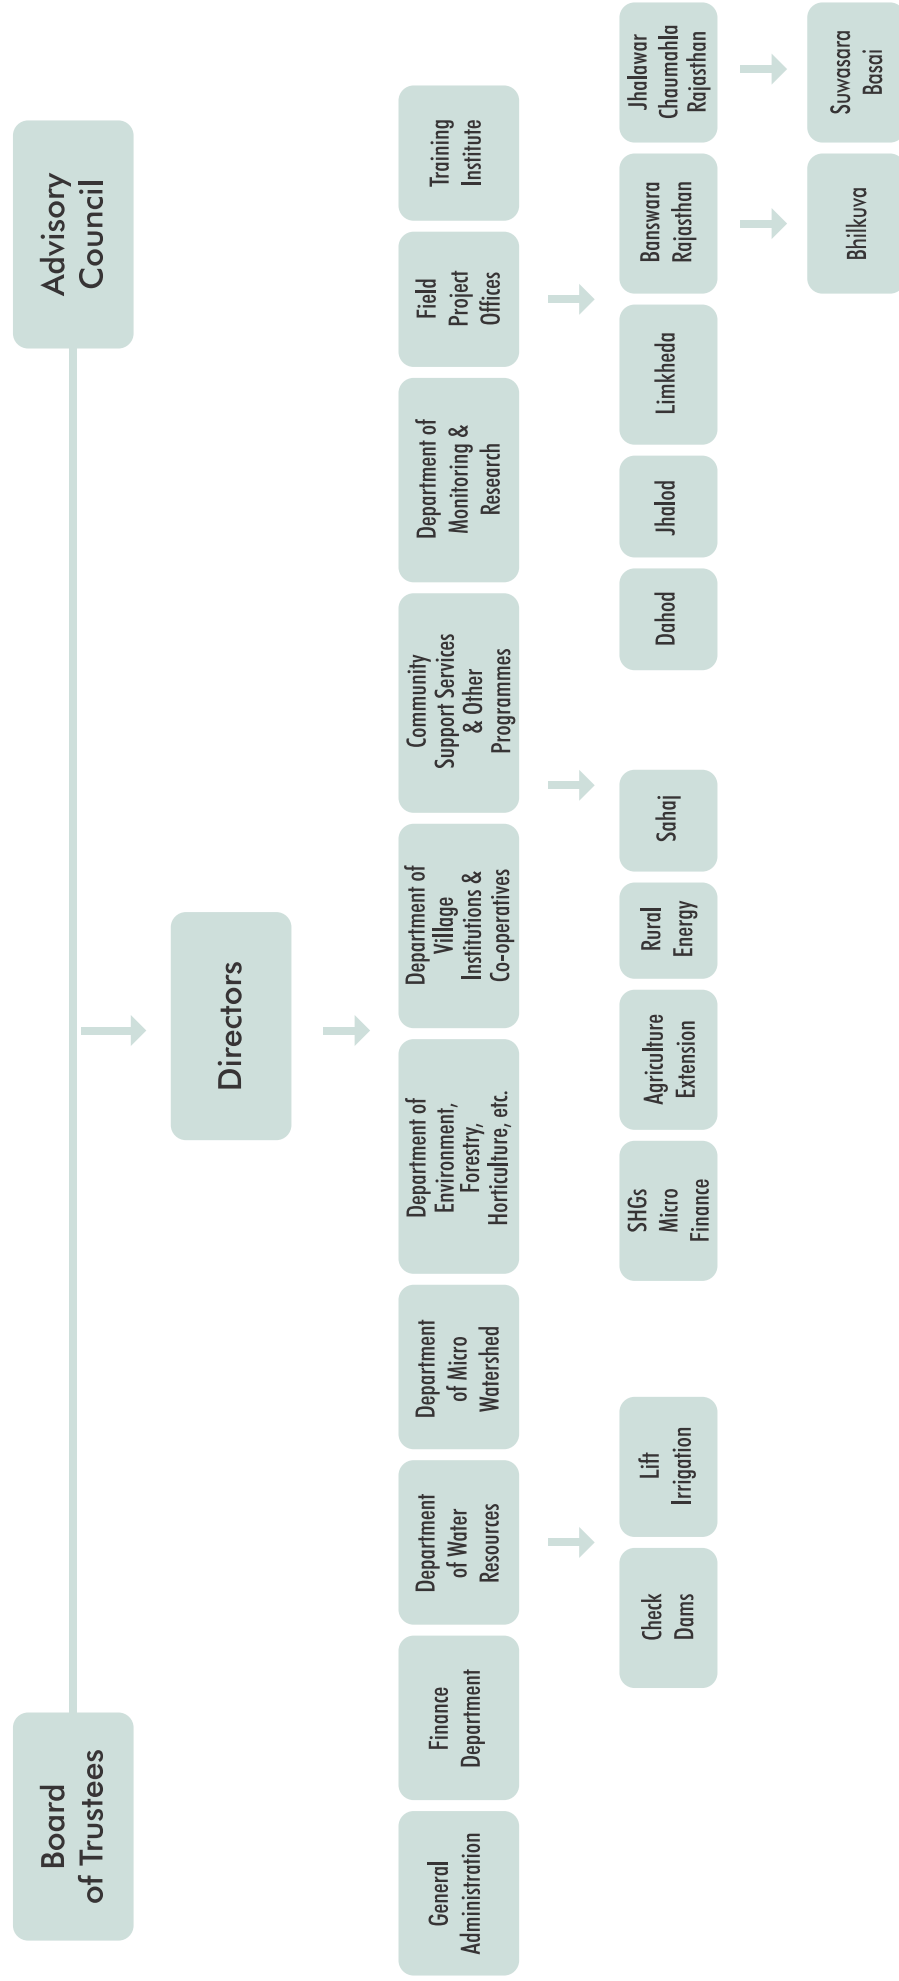 Board
of Trustees
Advisory
Council
Directors
General
Administration
Finance
Department
Department
of Water
Resources
Department
of Micro
Watershed
Department of
Environment,
Forestry,
Horticulture, etc.
Department of
Village
Institutions &
Co-operatives
Community
Support Services
& Other
Programmes
Department of
Monitoring &
Research
Field
Project
Offices
Training
Institute
Check
Dams
Lift
Irrigation
SHGs
Micro
Finance
Agriculture
Extension
Rural
Energy
Sahaj
Dahod
Jhalod
Limkheda
Banswara
Rajasthan
Jhalawar
Chaumahla
Rajasthan
Bhilkuva
Suwasara
Basai